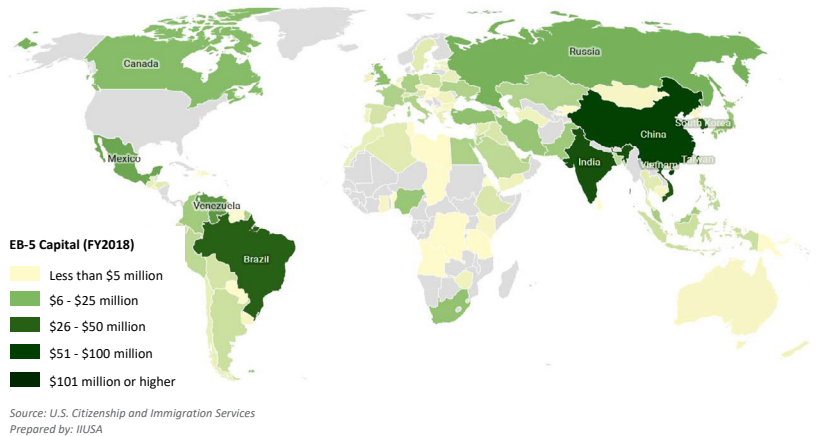 Canada
Russia
South Korea
China
Mexico
India
Vietnam
Taiwan
Venezuela
Brazil
EB-5 Capital (FY2018)
Less than $5 million
$6 - $25 million
$26 - $50 million
$51 - $100 million
$101 million or higher
Source: U.S. Citizenship and Immigration Services
Prepared by: IIUSA